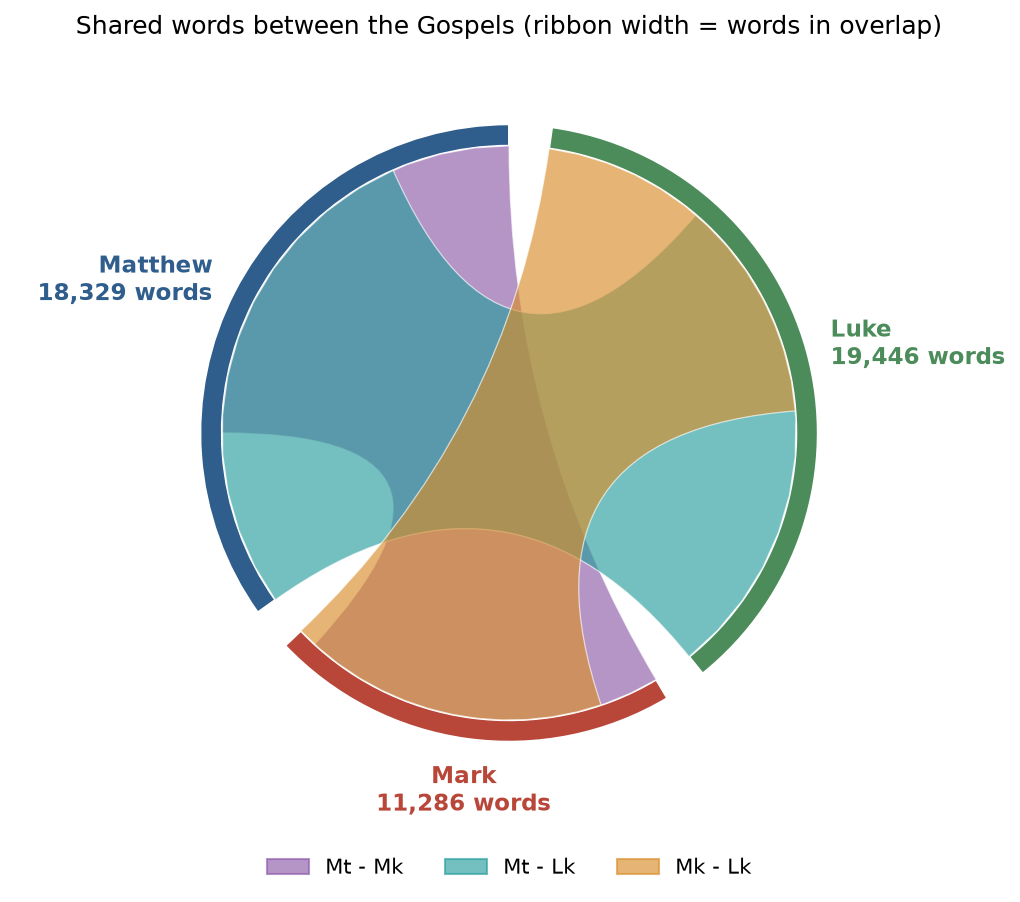 Shared words between the Gospels (ribbon width = words in overlap)
Matthew
18,329 words
Luke
19,446 words
Mark
11,286 words
Mt - Mk
Mt - Lk
Mk - Lk